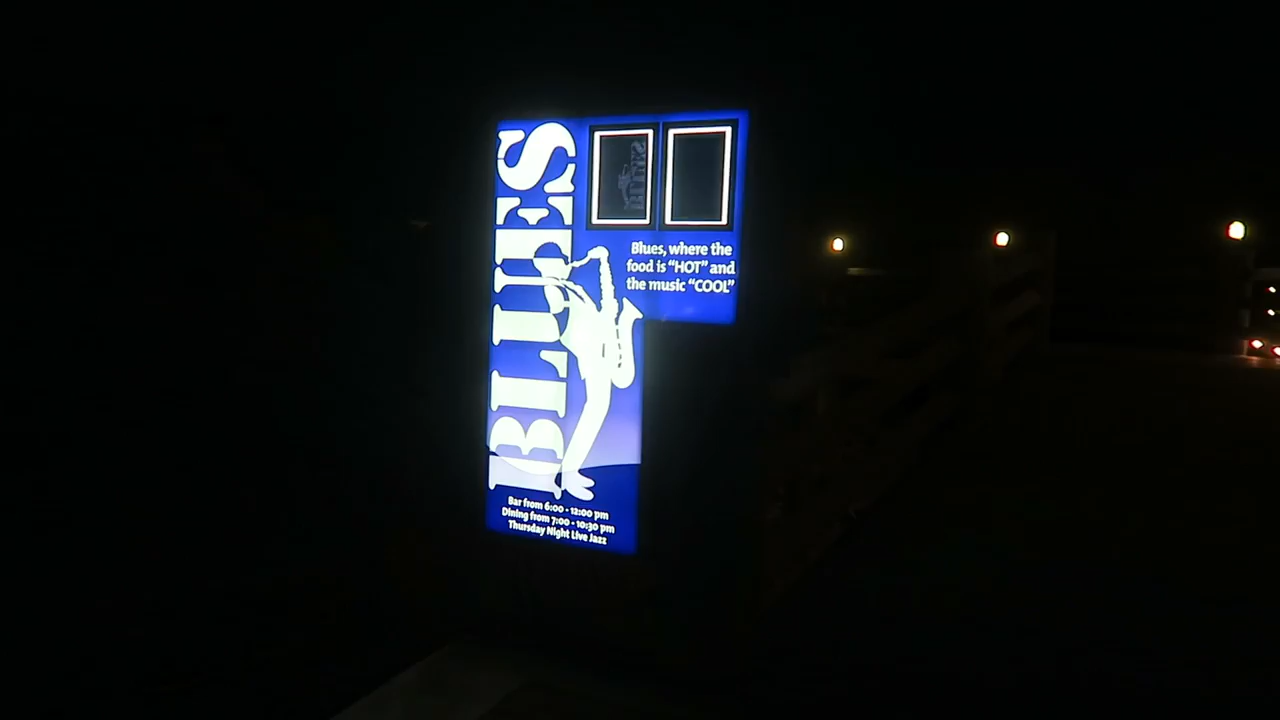 BLUES
BLUES
Blues, where the
food is “HOT” and
the music “COOL”
Bar from 6:00 - 12:00 pm
Dining from 7:00 - 10:30 pm
Thursday Night Live Jazz